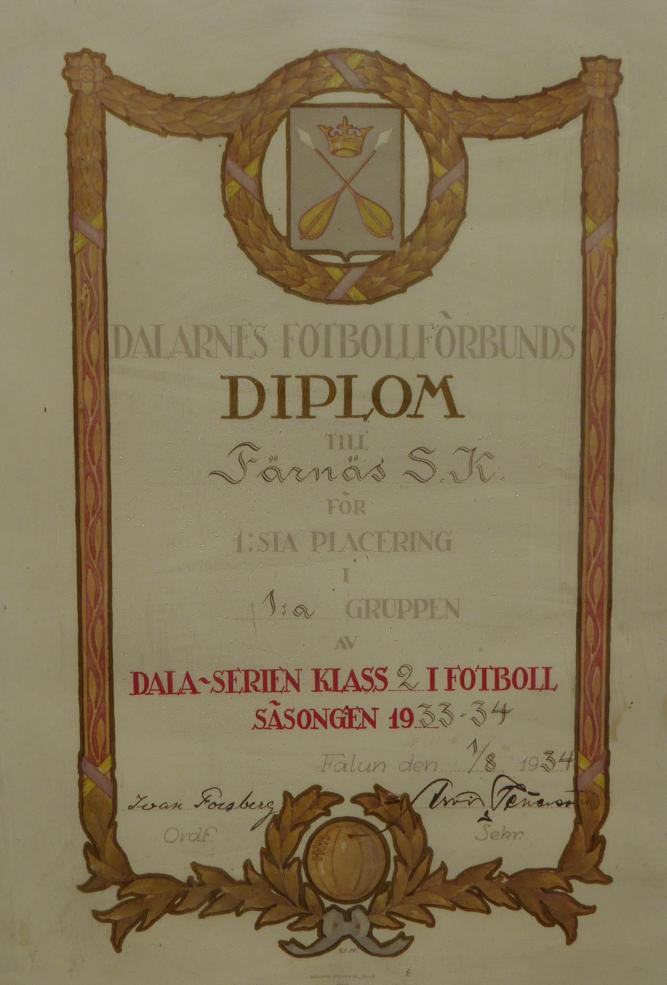 DALARNES FOTBOLLFÖRBUNDS
DIPLOM
TILL
Färnäs S.K.
FÖR
1:STA PLACERING
I
1:a GRUPPEN
AV
DALA-SERIEN KLASS 2 I FOTBOLL
SÄSONGEN 1933-34
Falun den 1/8 1934
Ivan Forsberg
Ordf.
Sekr.